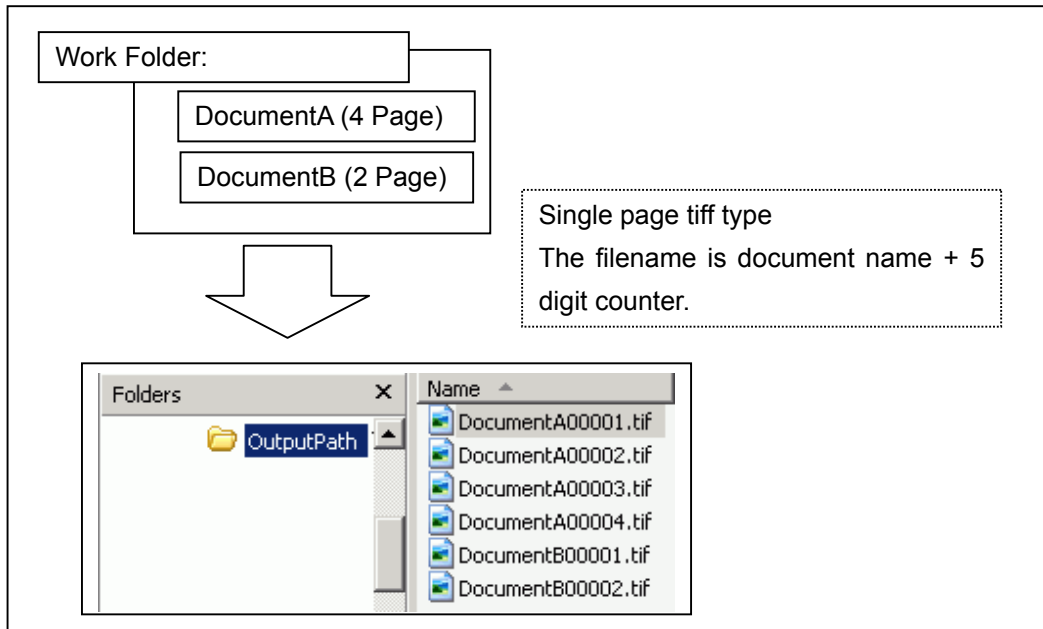 Work Folder:
DocumentA (4 Page)
DocumentB (2 Page)
Single page tiff type
The filename is document name + 5
digit counter.
Folders
OutputPath
Name
DocumentA00001.tif
DocumentA00002.tif
DocumentA00003.tif
DocumentA00004.tif
DocumentB00001.tif
DocumentB00002.tif